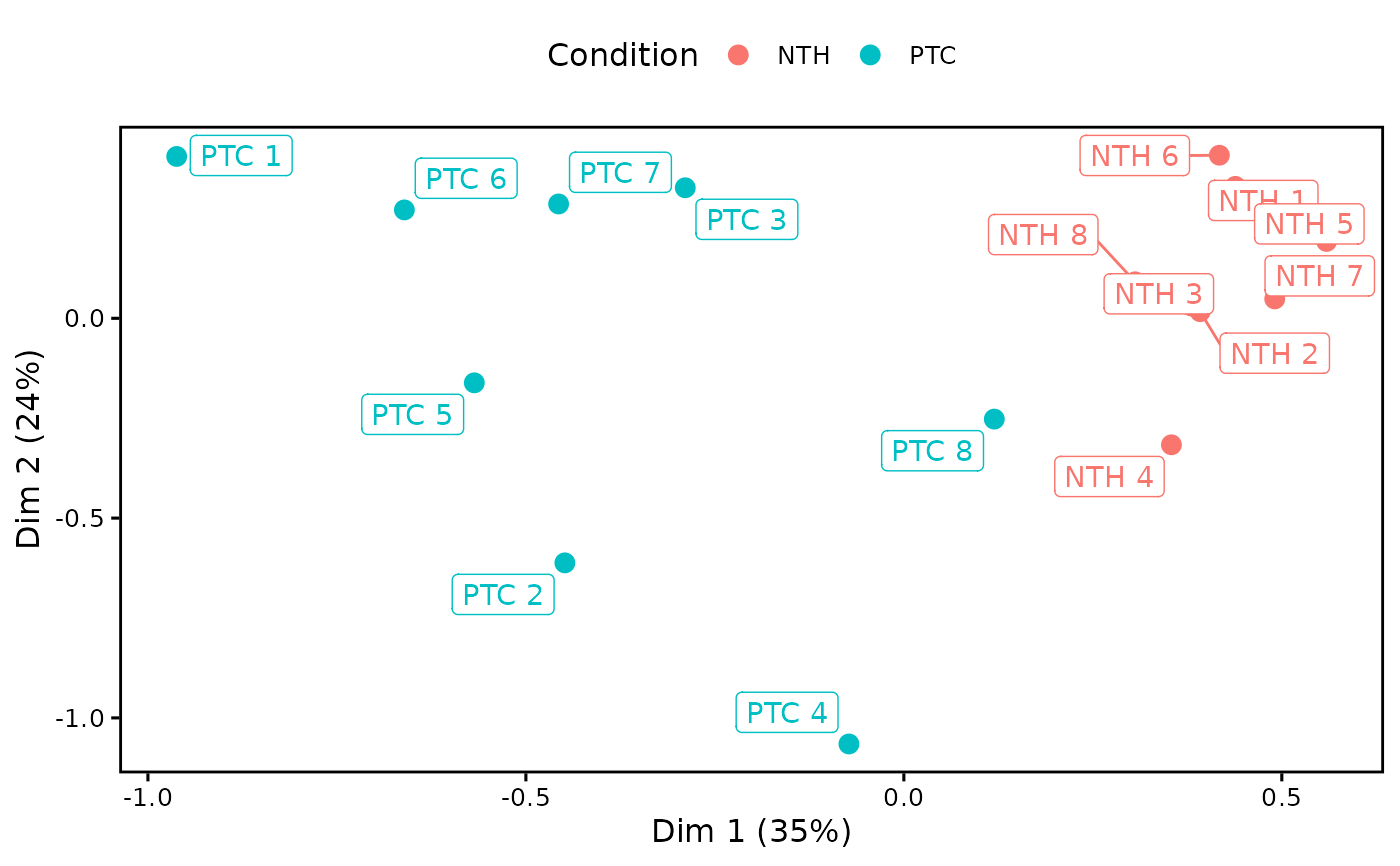 Condition NTH PTC
PTC 1
PTC 6
PTC 7
PTC 3
NTH 6
NTH 1
NTH 5
NTH 8
NTH 7
NTH 3
NTH 2
PTC 5
PTC 8
NTH 4
PTC 2
PTC 4
0.0
-0.5
-1.0
Dim 2 (24%)
-1.0 -0.5 0.0 0.5
Dim 1 (35%)